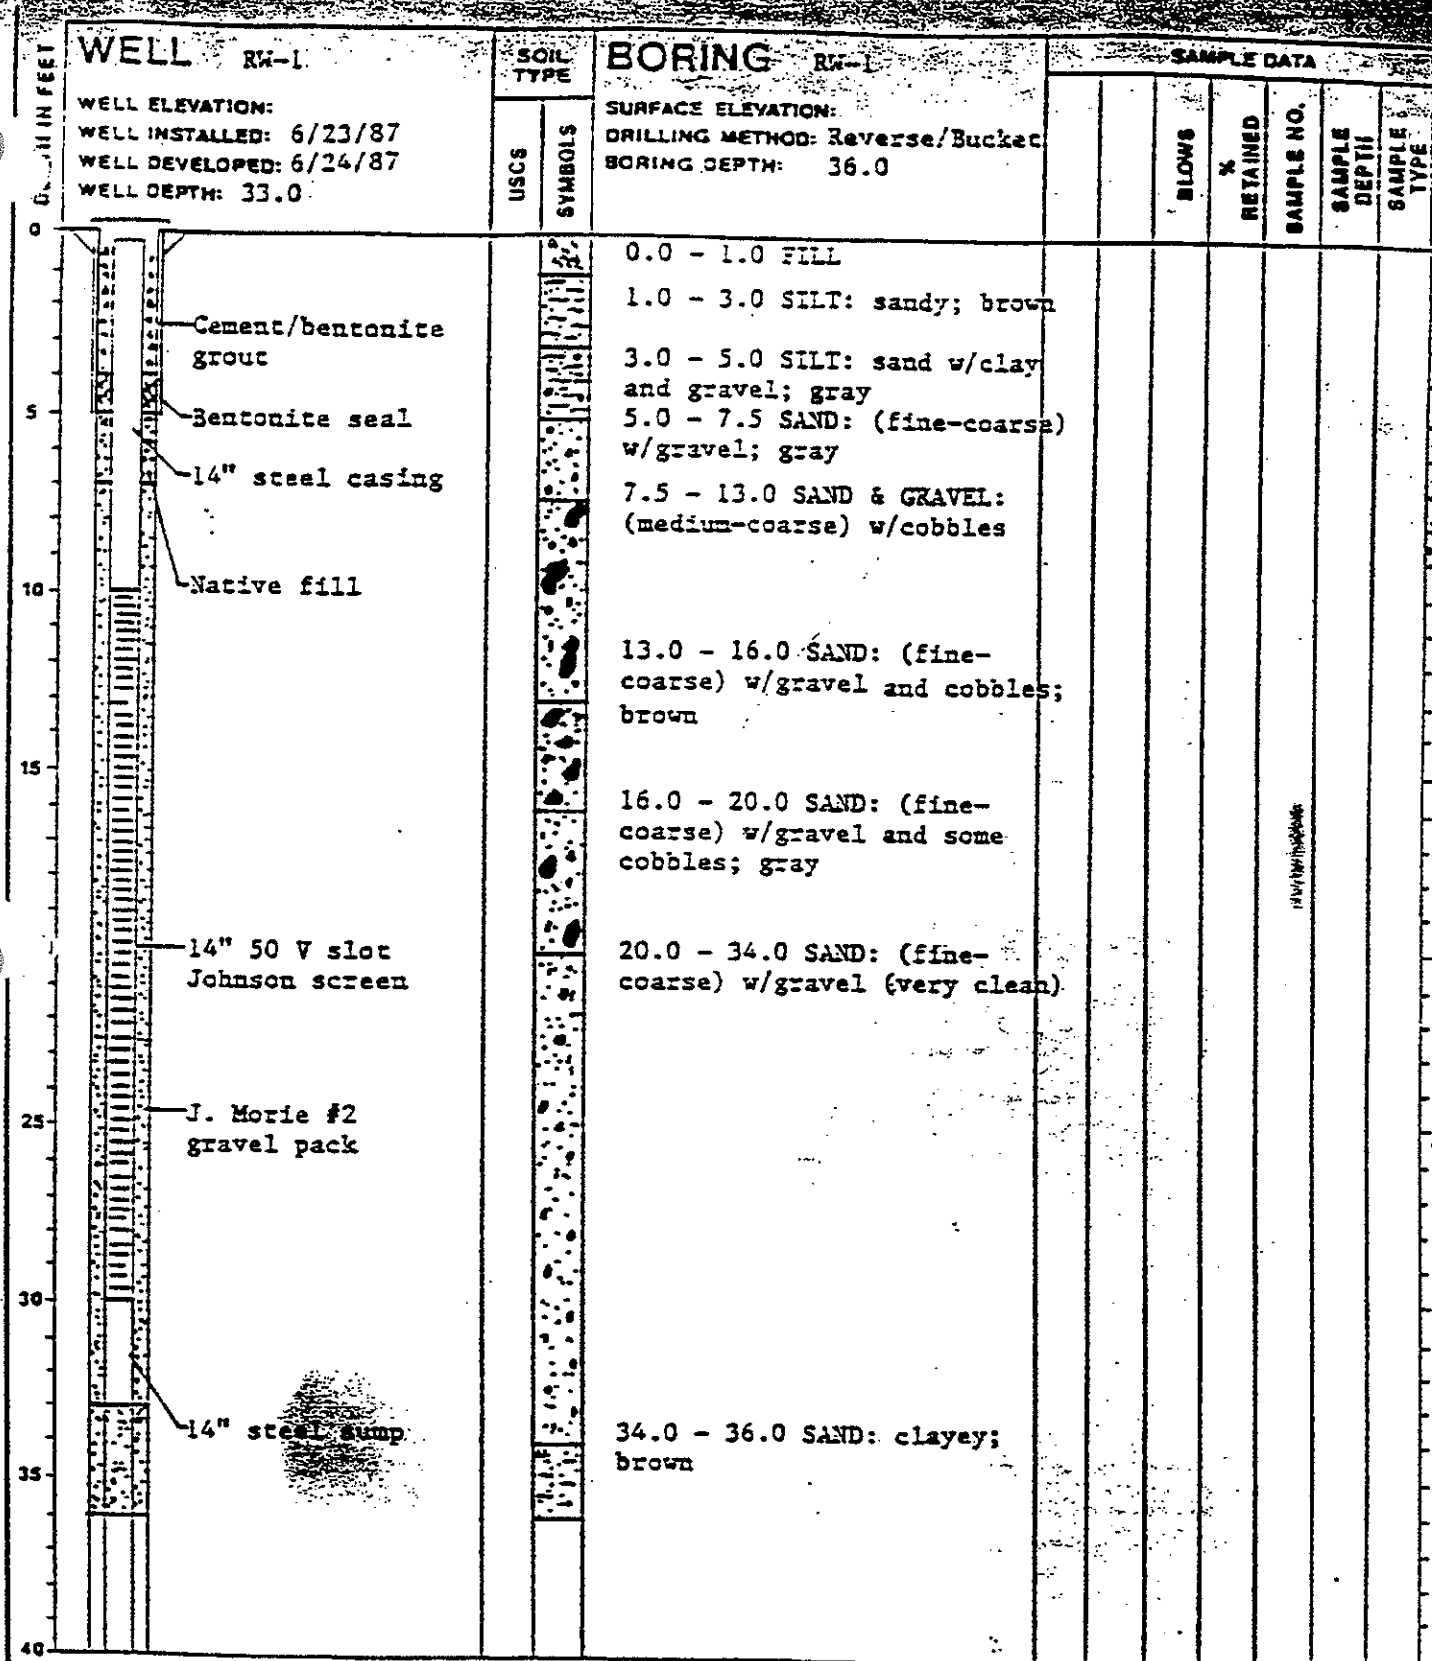 WELL RW-1
WELL ELEVATION:
WELL INSTALLED: 6/23/87
WELL DEVELOPED: 6/24/87
WELL DEPTH: 33.0
IN FEET
SOIL TYPE
USCS
SYMBOLS
BORING RW-1
SURFACE ELEVATION:
DRILLING METHOD: Reverse/Bucket
BORING DEPTH: 36.0
SAMPLE DATA
BLOWS
% RETAINED
SAMPLE NO.
SAMPLE DEPTH
SAMPLE TYPE
0
5
10
15
25
30
35
40
Cement/bentonite
grout
Bentonite seal
14" steel casing
Native fill
14" 50 V slot
Johnson screen
J. Morie #2
gravel pack
14" steel sump
0.0 - 1.0 FILL
1.0 - 3.0 SILT: sandy; brown
3.0 - 5.0 SILT: sand w/clay
and gravel; gray
5.0 - 7.5 SAND: (fine-coarse)
w/gravel; gray
7.5 - 13.0 SAND & GRAVEL:
(medium-coarse) w/cobbles
13.0 - 16.0 SAND: (fine-
coarse) w/gravel and cobbles;
brown
16.0 - 20.0 SAND: (fine-
coarse) w/gravel and some
cobbles; gray
20.0 - 34.0 SAND: (fine-
coarse) w/gravel (very clean)
34.0 - 36.0 SAND: clayey;
brown